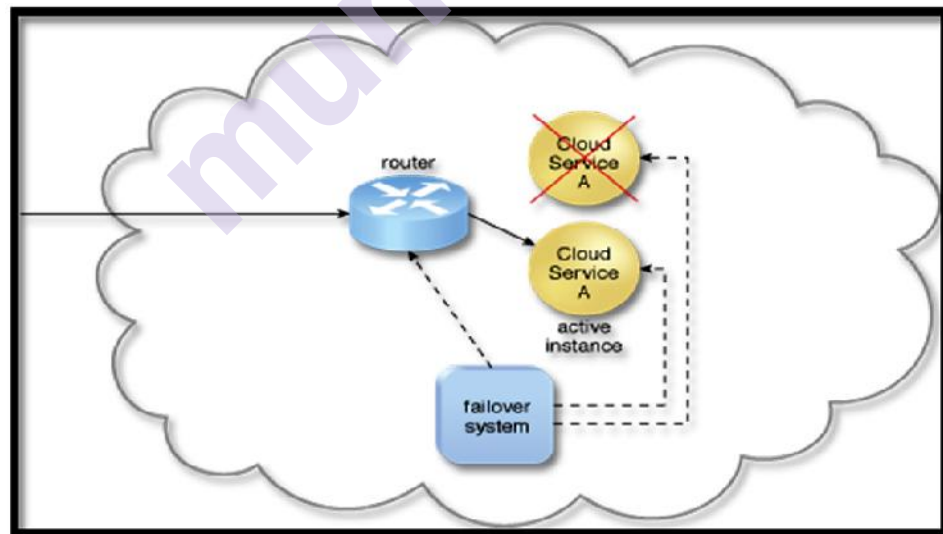 router
Cloud
Service
A
Cloud
Service
A
active
instance
failover
system